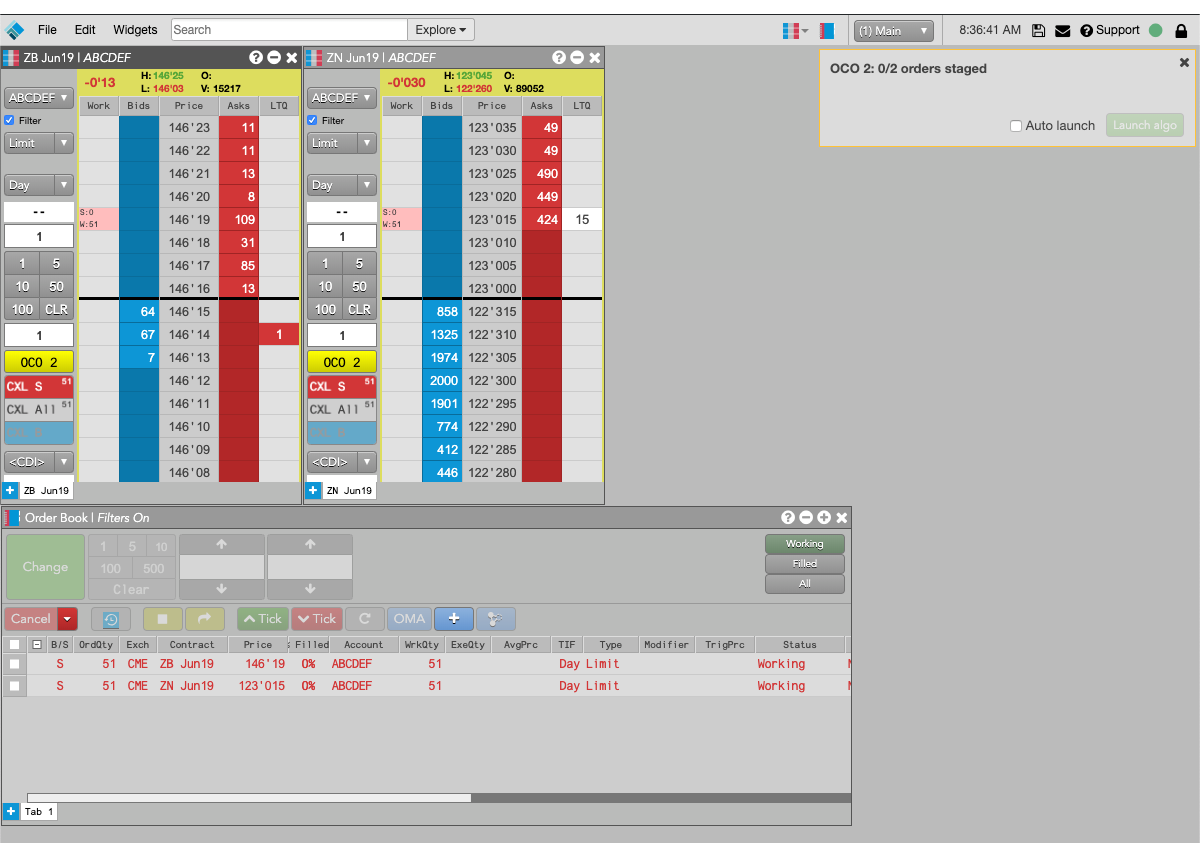 File Edit Widgets Search Explore (1) Main 8:36:41 AM Support
ZB Jun19 | ABCDEF
-0'13 H: 146'25 O:
L: 146'03 V: 15217
ABCDEF
Filter
Limit
Day
--
1
1 5
10 50
100 CLR
1
OCO 2
CXL S 51
CXL All 51
<CDI>
Work Bids Price Asks LTQ
146'23 11
146'22 11
146'21 13
146'20 8
S:0
W:51 146'19 109
146'18 31
146'17 85
146'16 13
64 146'15
67 146'14 1
7 146'13
146'12
146'11
146'10
146'09
146'08
ZB Jun19
ZN Jun19 | ABCDEF
-0'030 H: 123'045 O:
L: 122'260 V: 89052
ABCDEF
Filter
Limit
Day
--
1
1 5
10 50
100 CLR
1
OCO 2
CXL S 51
CXL All 51
<CDI>
Work Bids Price Asks LTQ
123'035 49
123'030 49
123'025 490
123'020 449
S:0
W:51 123'015 424 15
123'010
123'005
123'000
858 122'315
1325 122'310
1974 122'305
2000 122'300
1901 122'295
774 122'290
412 122'285
446 122'280
ZN Jun19
OCO 2: 0/2 orders staged
Auto launch Launch algo
Order Book | Filters On
Change
1 5 10
100 500
Clear
Working
Filled
All
Cancel Tick Tick OMA
B/S OrdQty Exch Contract Price Filled Account WrkQty ExeQty AvgPrc TIF Type Modifier TrigPrc Status
S 51 CME ZB Jun19 146'19 0% ABCDEF 51 Day Limit Working
S 51 CME ZN Jun19 123'015 0% ABCDEF 51 Day Limit Working
Tab 1